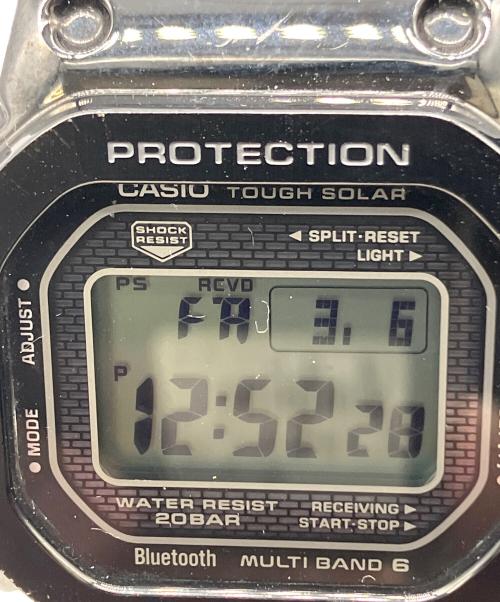 PROTECTION
CASIO TOUGH SOLAR
SHOCK
RESIST
◄ SPLIT·RESET
LIGHT ►
PS RCVD
FR 3. 6
P
12:52 28
ADJUST
MODE
WATER RESIST
20BAR
RECEIVING ►
START·STOP ►
Bluetooth MULTI BAND 6